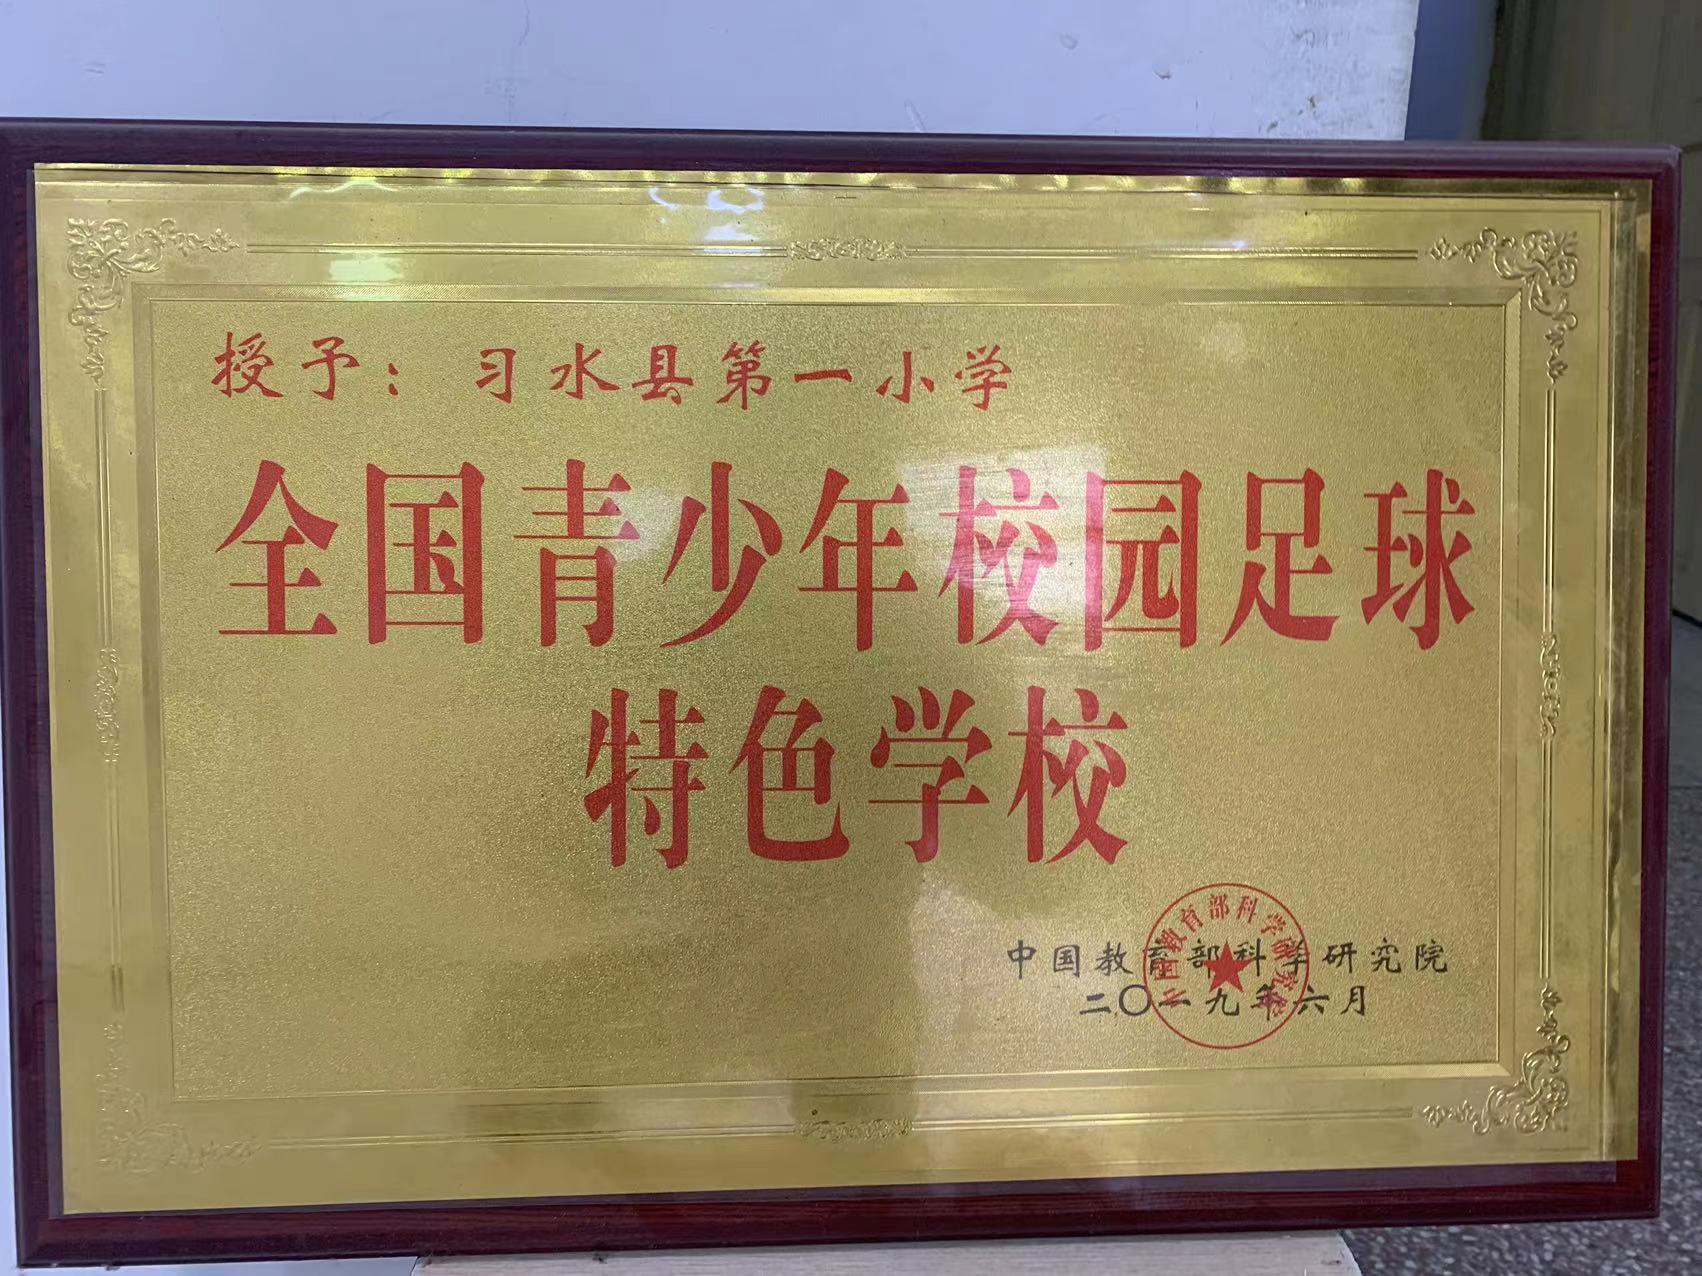 授予：习水县第一小学
全国青少年校园足球
特色学校
中国教育部科学研究院
二〇一九年六月